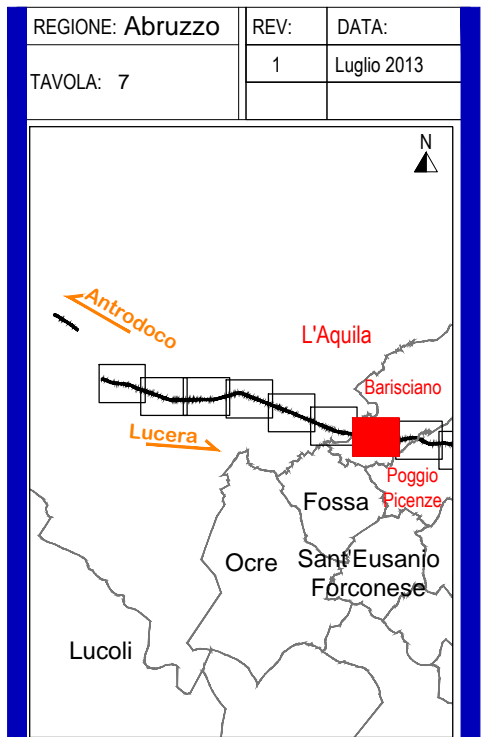 REGIONE: Abruzzo
REV:
DATA:
TAVOLA: 7
1
Luglio 2013
N
Antrodoco
L'Aquila
Barisciano
Lucera
Poggio
Picenze
Fossa
Ocre
Sant'Eusanio
Forconese
Lucoli